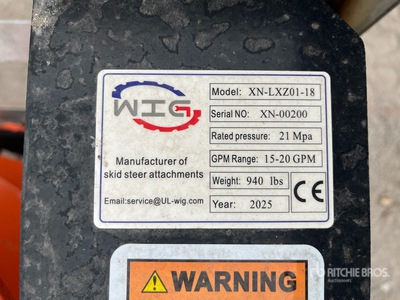 WIG
Manufacturer of
skid steer attachments
Email:service@UL-wig.com
Model: XN-LXZ01-18
Serial NO: XN-00200
Rated pressure: 21 Mpa
GPM Range: 15-20 GPM
Weight: 940 lbs
Year: 2025
CE
WARNING
RITCHIE BROS.
Auctioneers